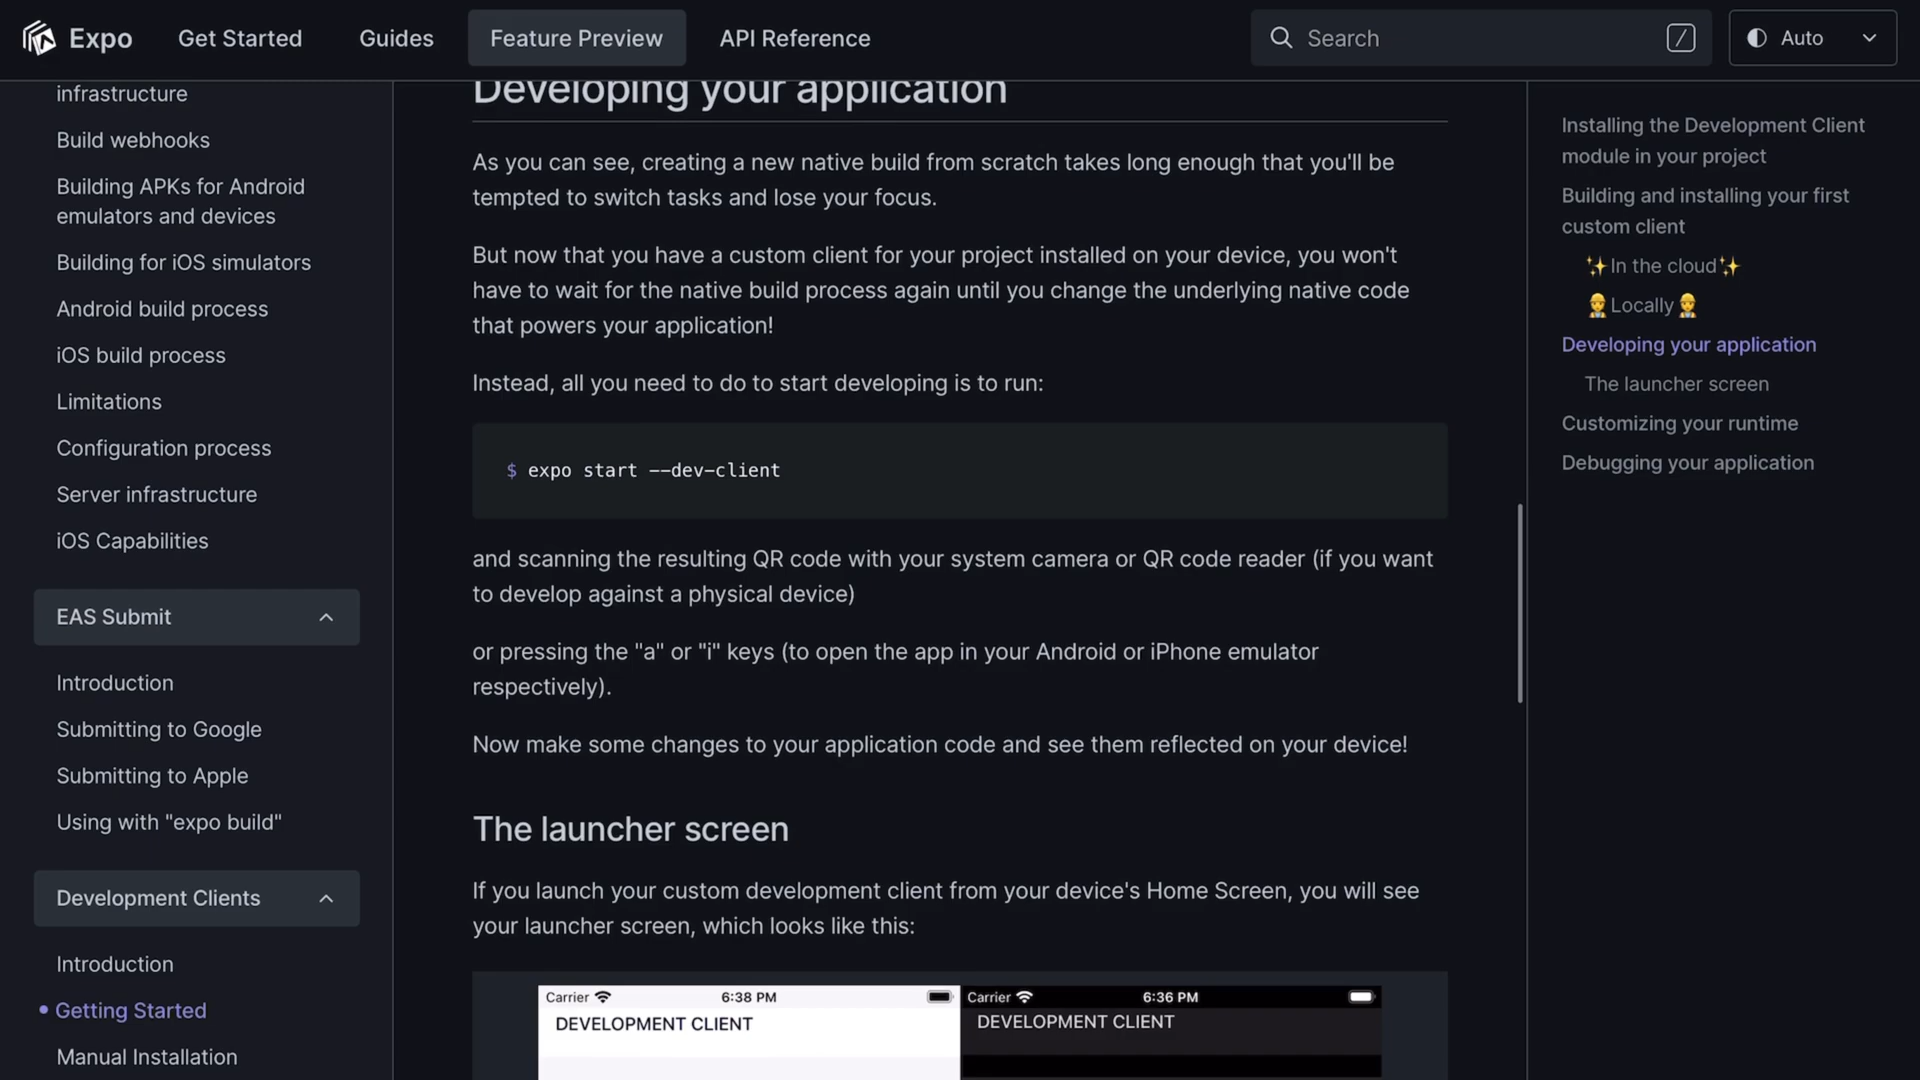 Expo
Get Started
Guides
Feature Preview
API Reference
Search
/
Auto
infrastructure
Build webhooks
Building APKs for Android
emulators and devices
Building for iOS simulators
Android build process
iOS build process
Limitations
Configuration process
Server infrastructure
iOS Capabilities
EAS Submit
Introduction
Submitting to Google
Submitting to Apple
Using with "expo build"
Development Clients
Introduction
• Getting Started
Manual Installation
Developing your application
As you can see, creating a new native build from scratch takes long enough that you'll be
tempted to switch tasks and lose your focus.
But now that you have a custom client for your project installed on your device, you won't
have to wait for the native build process again until you change the underlying native code
that powers your application!
Instead, all you need to do to start developing is to run:
$ expo start --dev-client
and scanning the resulting QR code with your system camera or QR code reader (if you want
to develop against a physical device)
or pressing the "a" or "i" keys (to open the app in your Android or iPhone emulator
respectively).
Now make some changes to your application code and see them reflected on your device!
The launcher screen
If you launch your custom development client from your device's Home Screen, you will see
your launcher screen, which looks like this:
Carrier 6:38 PM
DEVELOPMENT CLIENT
Carrier 6:36 PM
DEVELOPMENT CLIENT
Installing the Development Client
module in your project
Building and installing your first
custom client
✨In the cloud✨
👷Locally👷
Developing your application
The launcher screen
Customizing your runtime
Debugging your application